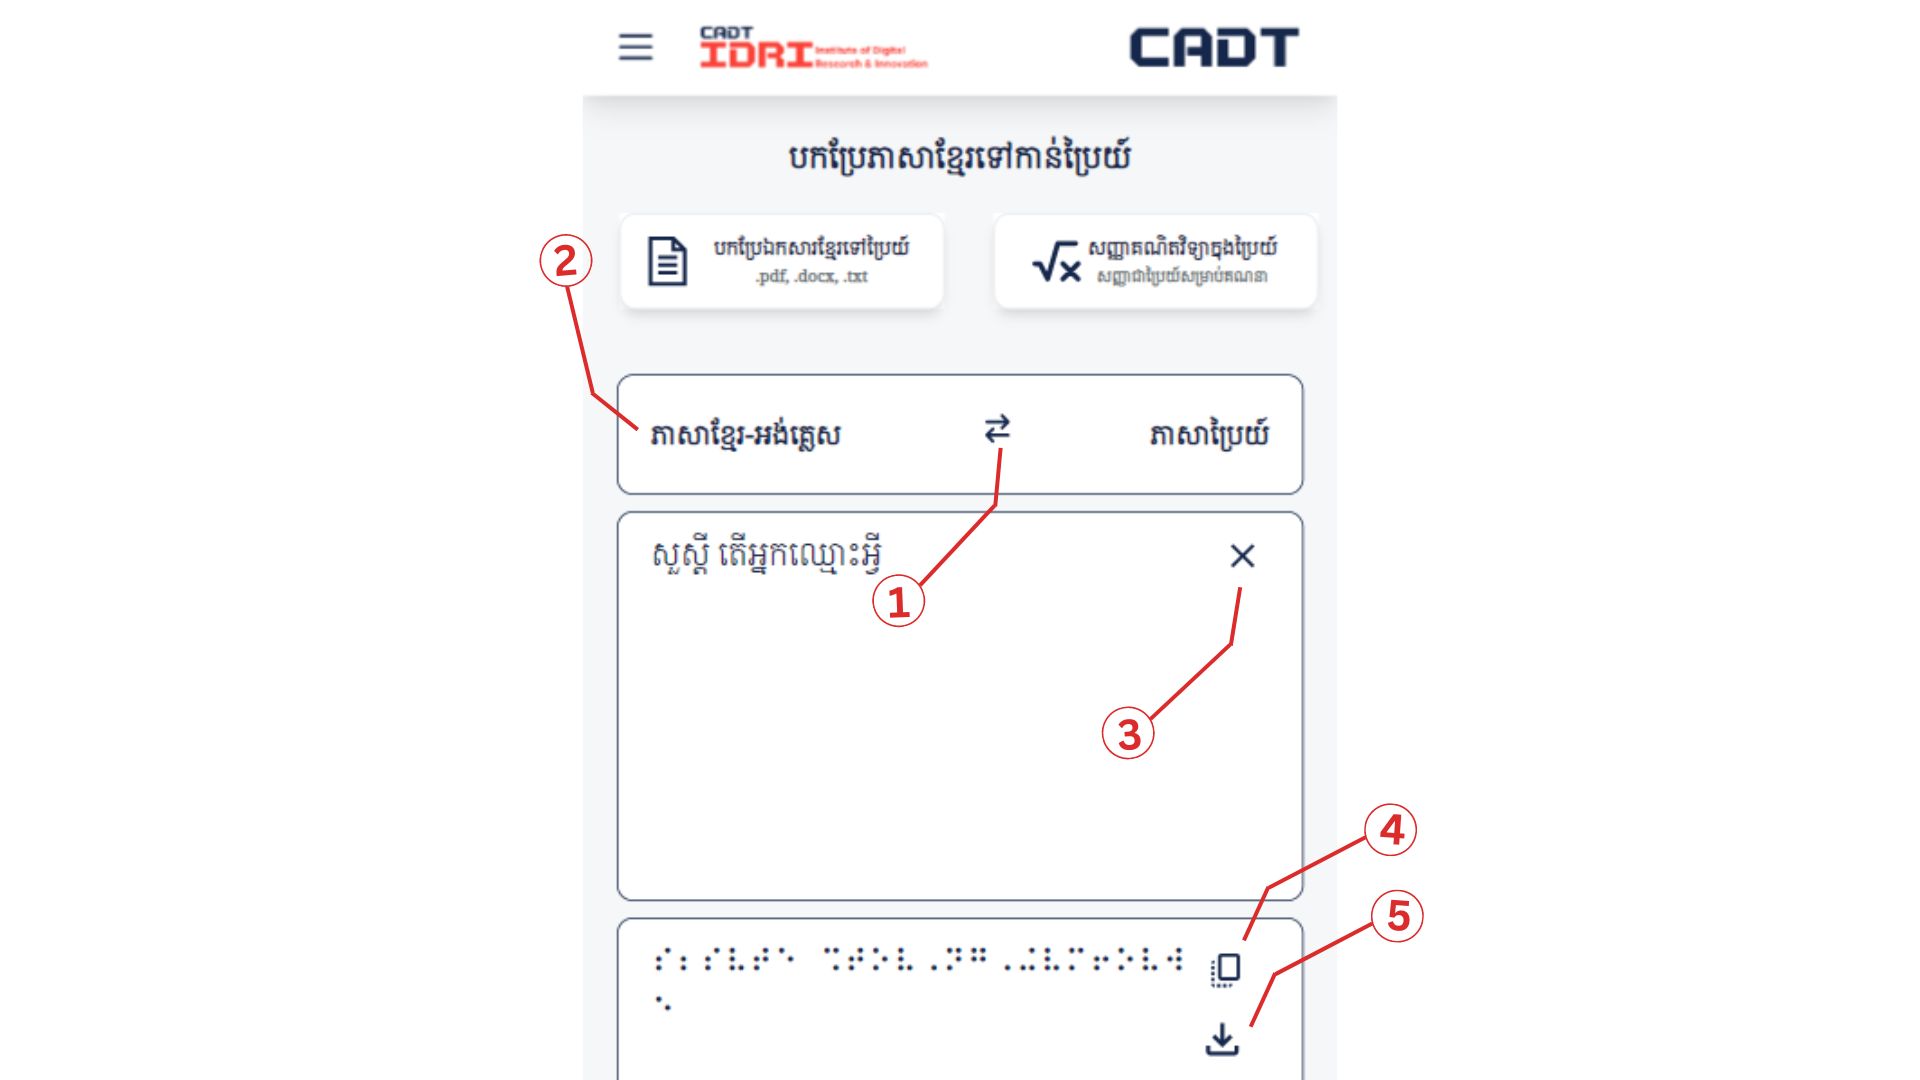 CADT
IDRI Institute of Digital
Research & Innovation
CADT
បកប្រែភាសាខ្មែរទៅកាន់ប្រៃយ៍
បកប្រែឯកសារខ្មែរទៅប្រៃយ៍
.pdf, .docx, .txt
សញ្ញាគណិតវិទ្យាក្នុងប្រៃយ៍
សញ្ញាជាប្រៃយ៍សម្រាប់គណនា
2
ភាសាខ្មែរ-អង់គ្លេស
ភាសាប្រៃយ៍
សួស្តី តើអ្នកឈ្មោះអ្វី
1
3
4
5